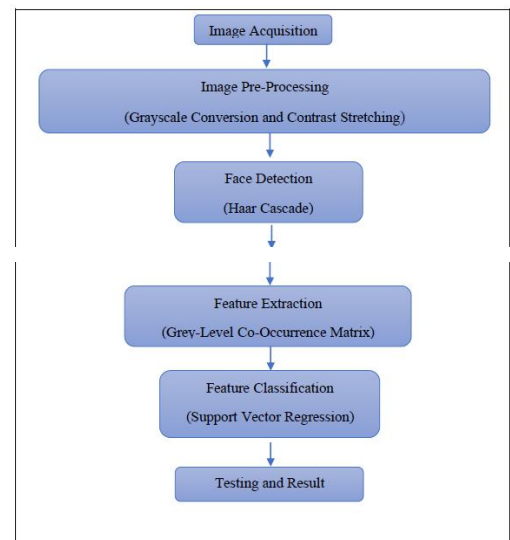 Image Acquisition
Image Pre-Processing
(Grayscale Conversion and Contrast Stretching)
Face Detection
(Haar Cascade)
Feature Extraction
(Grey-Level Co-Occurrence Matrix)
Feature Classification
(Support Vector Regression)
Testing and Result